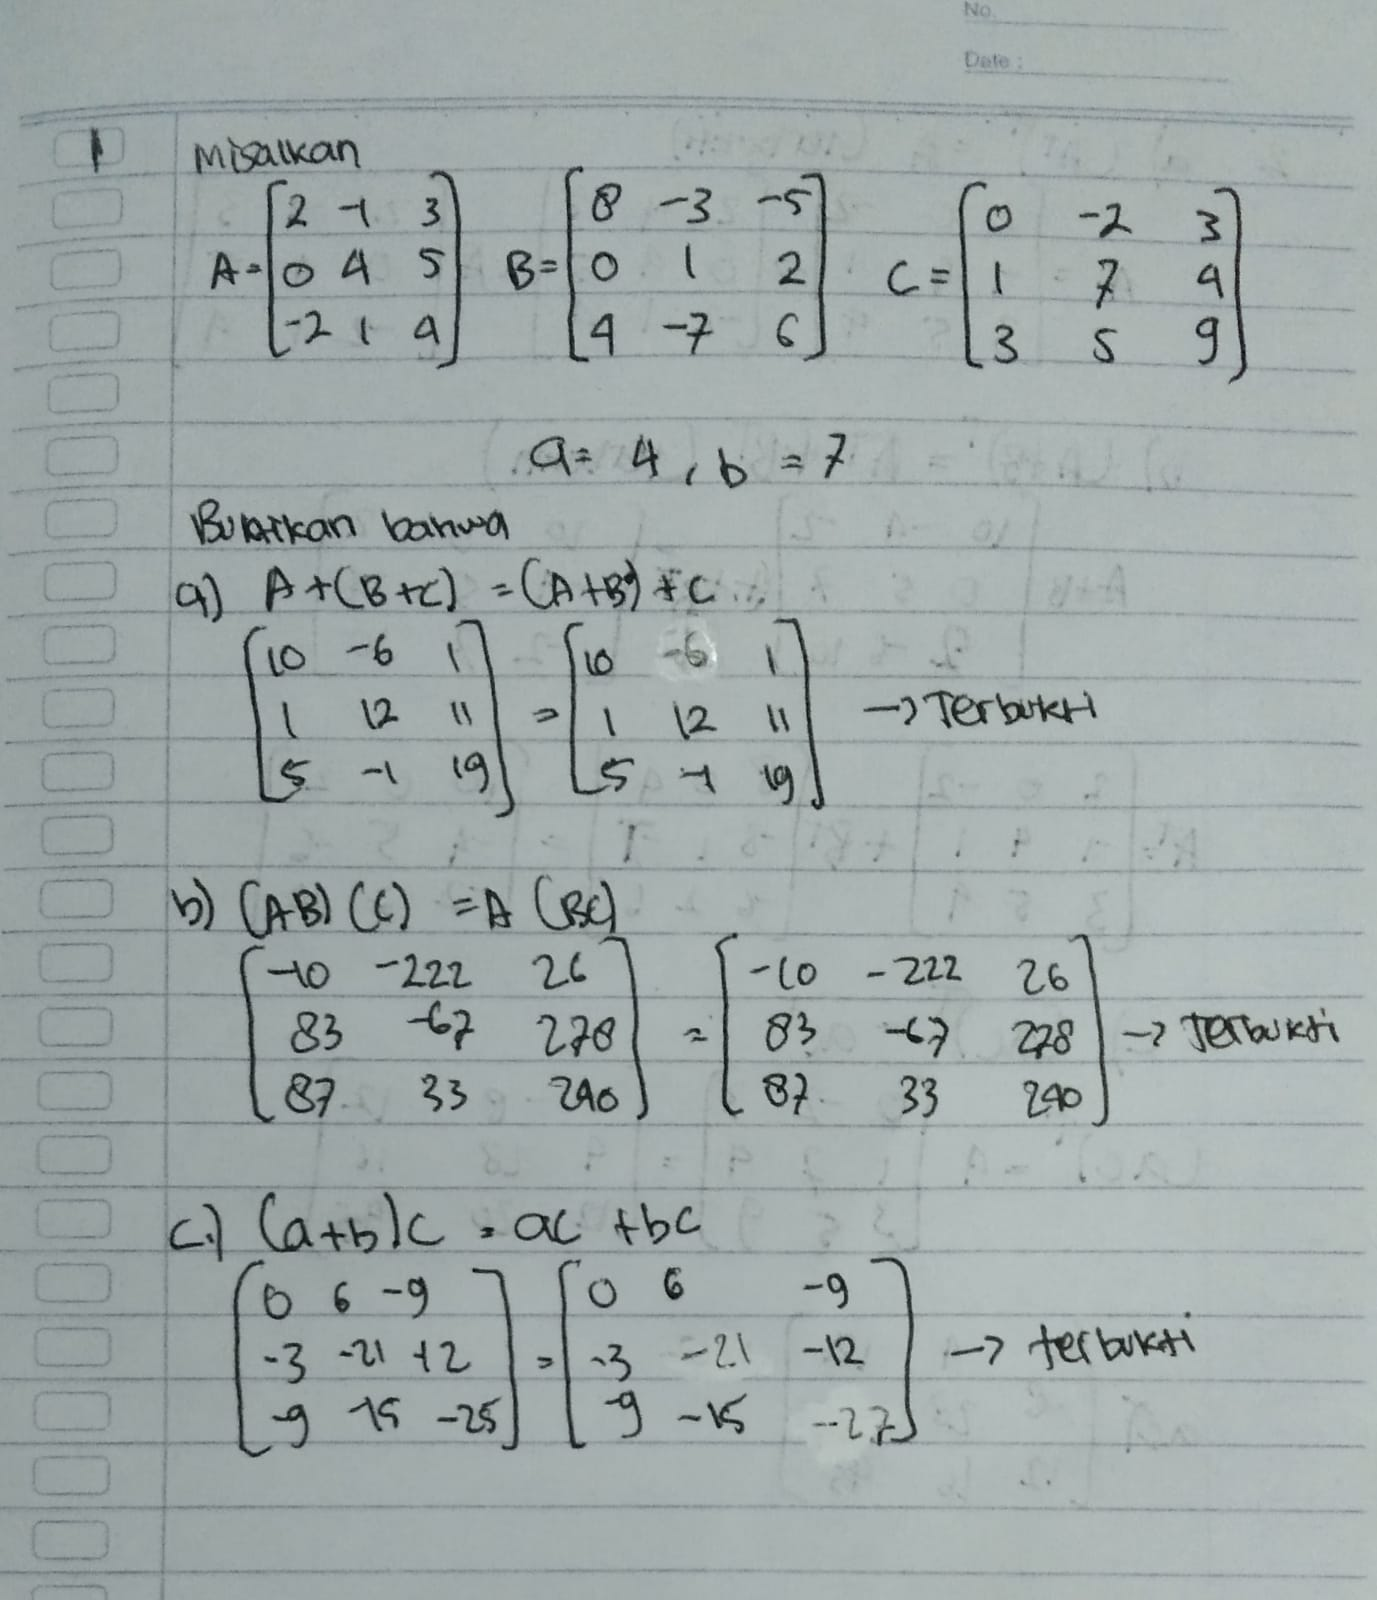 No.
Date :
1 Misalkan
A = [2 -1 3] B = [8 -3 -5] C = [0 -2 3]
[0 4 5] [0 1 2] [1 7 4]
[-2 1 4] [4 -7 6] [3 5 9]
a = 4, b = 7
Buktikan bahwa
a) A + (B + C) = (A + B) + C
[10 -6 1] = [10 -6 1]
[1 12 11] [1 12 11] → Terbukti
[5 -1 19] [5 -1 19]
b) (AB) (C) = A (BC)
[-10 -222 26] = [-10 -222 26]
[83 -67 278] [83 -67 278] → Terbukti
[87 33 240] [87 33 240]
c.) (a+b)C = aC + bC
[0 6 -9] = [0 6 -9]
[-3 -21 -12] [-3 -21 -12] → terbukti
[-9 -15 -25] [-9 -15 -27]